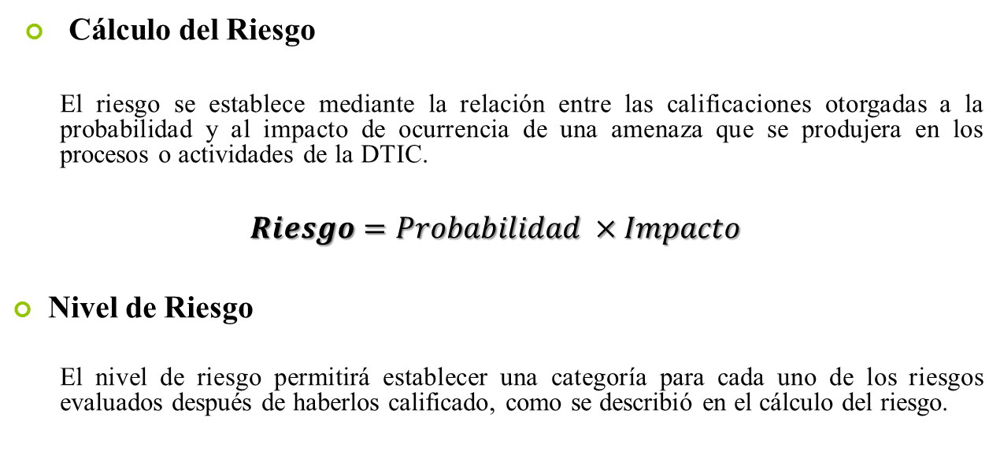 Cálculo del Riesgo
El riesgo se establece mediante la relación entre las calificaciones otorgadas a la
probabilidad y al impacto de ocurrencia de una amenaza que se produjera en los
procesos o actividades de la DTIC.
Riesgo = Probabilidad × Impacto
Nivel de Riesgo
El nivel de riesgo permitirá establecer una categoría para cada uno de los riesgos
evaluados después de haberlos calificado, como se describió en el cálculo del riesgo.